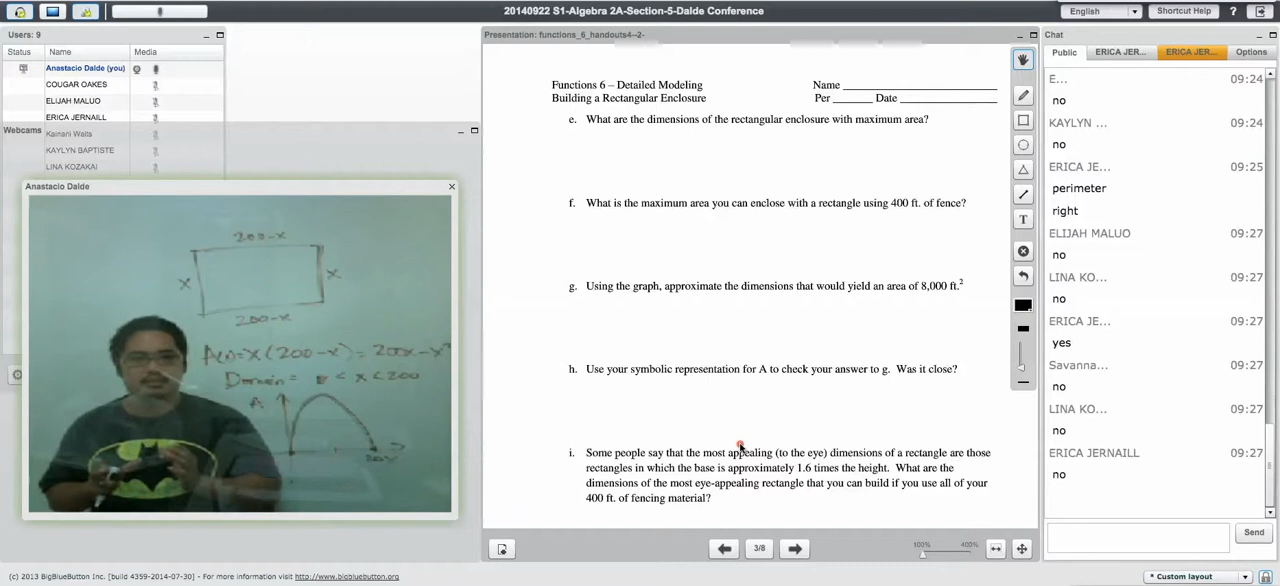 20140922 S1-Algebra 2A-Section-5-Dalde Conference
English
Shortcut Help
?
Users: 9
Status Name Media
Anastacio Dalde (you)
COUGAR OAKES
ELIJAH MALUO
ERICA JERNAILL
Kainani Waits
KAYLYN BAPTISTE
LINA KOZAKAI
Webcams
Anastacio Dalde
200-x
x
x
200-x
A(x)=x(200-x)=200x-x²
Domain = 0 < x < 200
A
200
Presentation: functions_6_handouts4--2-
Functions 6 – Detailed Modeling Name
Building a Rectangular Enclosure Per Date
e. What are the dimensions of the rectangular enclosure with maximum area?
f. What is the maximum area you can enclose with a rectangle using 400 ft. of fence?
g. Using the graph, approximate the dimensions that would yield an area of 8,000 ft.²
h. Use your symbolic representation for A to check your answer to g. Was it close?
i. Some people say that the most appealing (to the eye) dimensions of a rectangle are those
rectangles in which the base is approximately 1.6 times the height. What are the
dimensions of the most eye-appealing rectangle that you can build if you use all of your
400 ft. of fencing material?
T
3/8
100% 400%
Chat
Public ERICA JER... ERICA JER... Options
E... 09:24
no
KAYLYN ... 09:24
no
ERICA JE... 09:25
perimeter
right
ELIJAH MALUO 09:27
no
LINA KO... 09:27
no
ERICA JE... 09:27
yes
Savanna... 09:27
no
LINA KO... 09:27
no
ERICA JERNAILL 09:27
no
Send
(c) 2013 BigBlueButton Inc. [build 4359-2014-07-30] - For more information visit http://www.bigbluebutton.org
* Custom layout